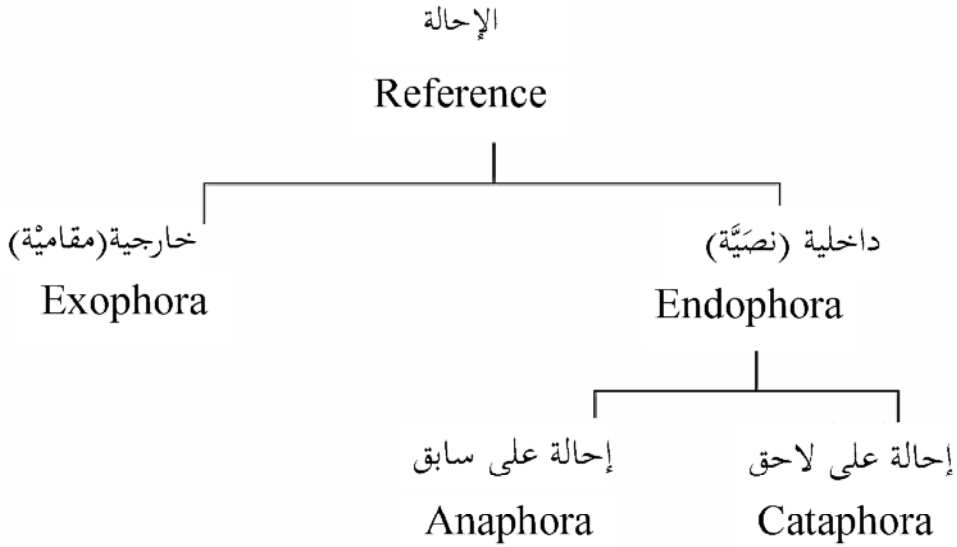 الإحالة
Reference
داخلية (نصَيَّة)
Endophora
خارجية(مقاميْة)
Exophora
إحالة على سابق
Anaphora
إحالة على لاحق
Cataphora